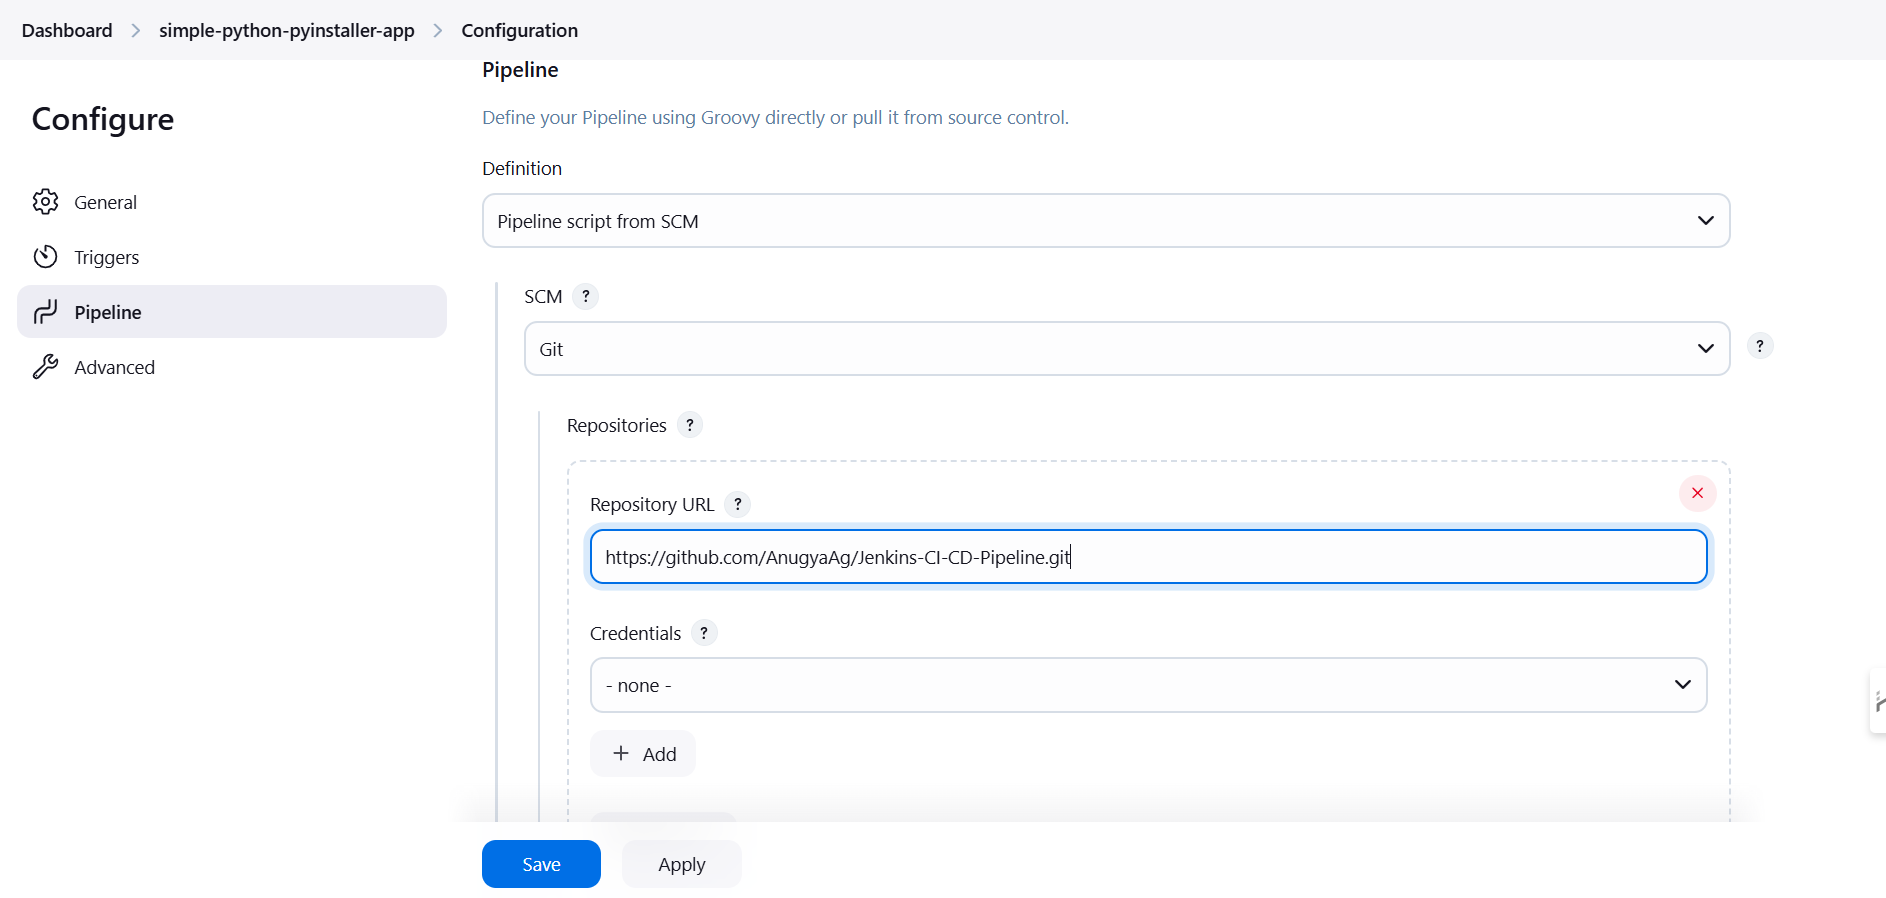 Dashboard > simple-python-pyinstaller-app > Configuration
Configure
General
Triggers
Pipeline
Advanced
Pipeline
Define your Pipeline using Groovy directly or pull it from source control.
Definition
Pipeline script from SCM
SCM ?
Git
?
Repositories ?
Repository URL ?
https://github.com/AnugyaAg/Jenkins-CI-CD-Pipeline.git
Credentials ?
- none -
+ Add
Save Apply